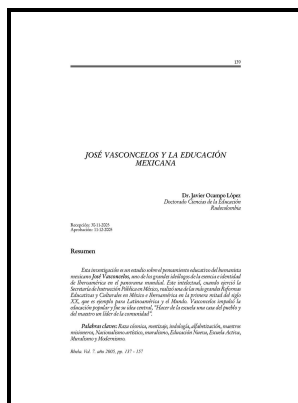 139
JOSÉ VASCONCELOS Y LA EDUCACIÓN
MEXICANA
Dr. Javier Ocampo López
Doctorado Ciencias de la Educación
Rudecolombia
Recepción: 30-11-2005
Aprobación: 15-12-2005
Resumen
Esta investigación es un estudio sobre el pensamiento educativo del humanista
mexicano José Vasconcelos, uno de los grandes ideólogos de la esencia e identidad
de Iberoamérica en el panorama mundial. Este intelectual, cuando ejerció la
Secretaría de Instrucción Pública en México, realizó una de las más grandes Reformas
Educativas y Culturales en México e Iberoamérica en la primera mitad del siglo
XX, que es ejemplo para Latinoamérica y el Mundo. Vasconcelos impulsó la
educación popular y fue su idea central, "Hacer de la escuela una casa del pueblo y
del maestro un líder de la comunidad".
Palabras claves: Raza cósmica, mestizaje, indología, alfabetización, maestros
misioneros, Nacionalismo artístico, muralismo, Educación Nueva, Escuela Activa,
Muralismo y Modernismo.
Rhela. Vol. 7. año 2005, pp. 137 - 157